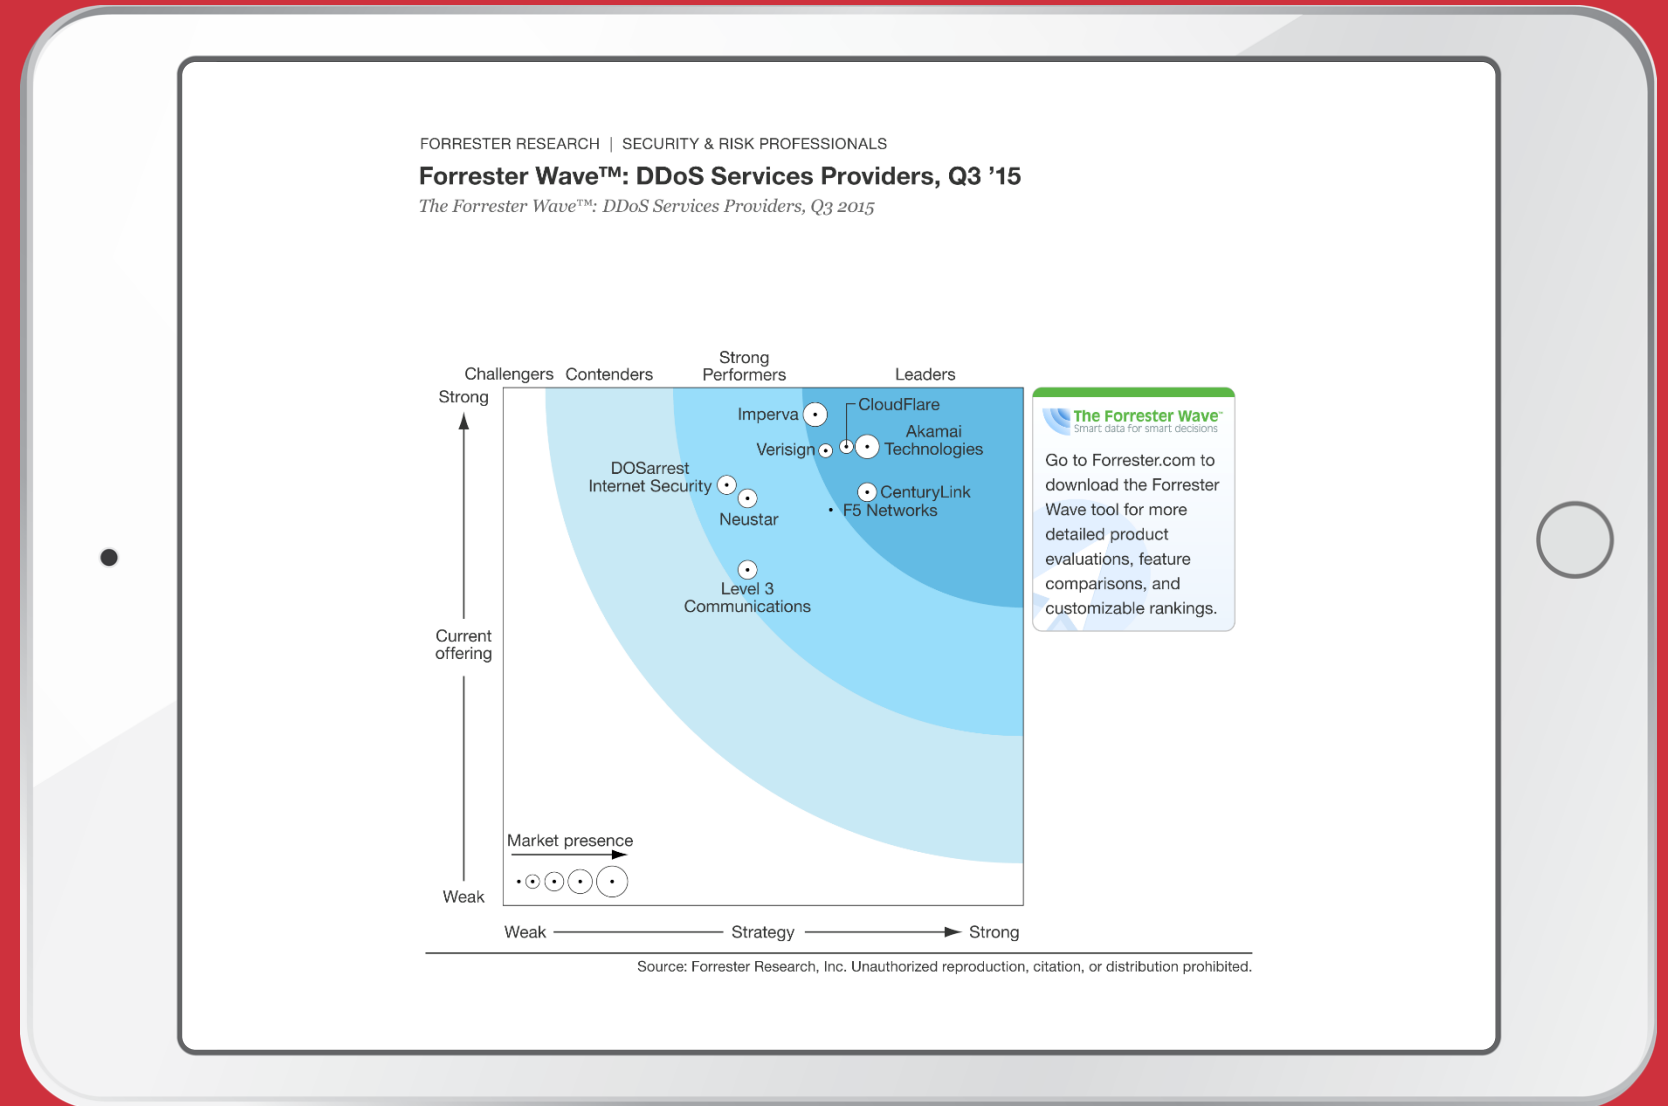 FORRESTER RESEARCH | SECURITY & RISK PROFESSIONALS
Forrester Wave™: DDoS Services Providers, Q3 ’15
The Forrester Wave™: DDoS Services Providers, Q3 2015
Challengers
Contenders
Strong
Performers
Leaders
Strong
Current
offering
Weak
Imperva
CloudFlare
Akamai
Technologies
Verisign
DOSarrest
Internet Security
Neustar
CenturyLink
F5 Networks
Level 3
Communications
Market presence
Weak
Strategy
Strong
The Forrester Wave™
Smart data for smart decisions
Go to Forrester.com to
download the Forrester
Wave tool for more
detailed product
evaluations, feature
comparisons, and
customizable rankings.
Source: Forrester Research, Inc. Unauthorized reproduction, citation, or distribution prohibited.